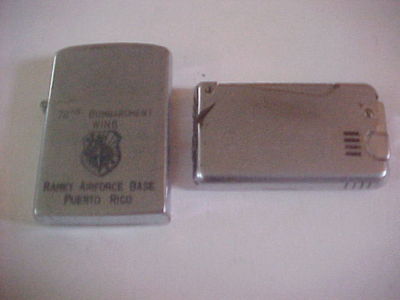 72ND BOMBARDMENT
WING
RAMEY AIRFORCE BASE
PUERTO RICO